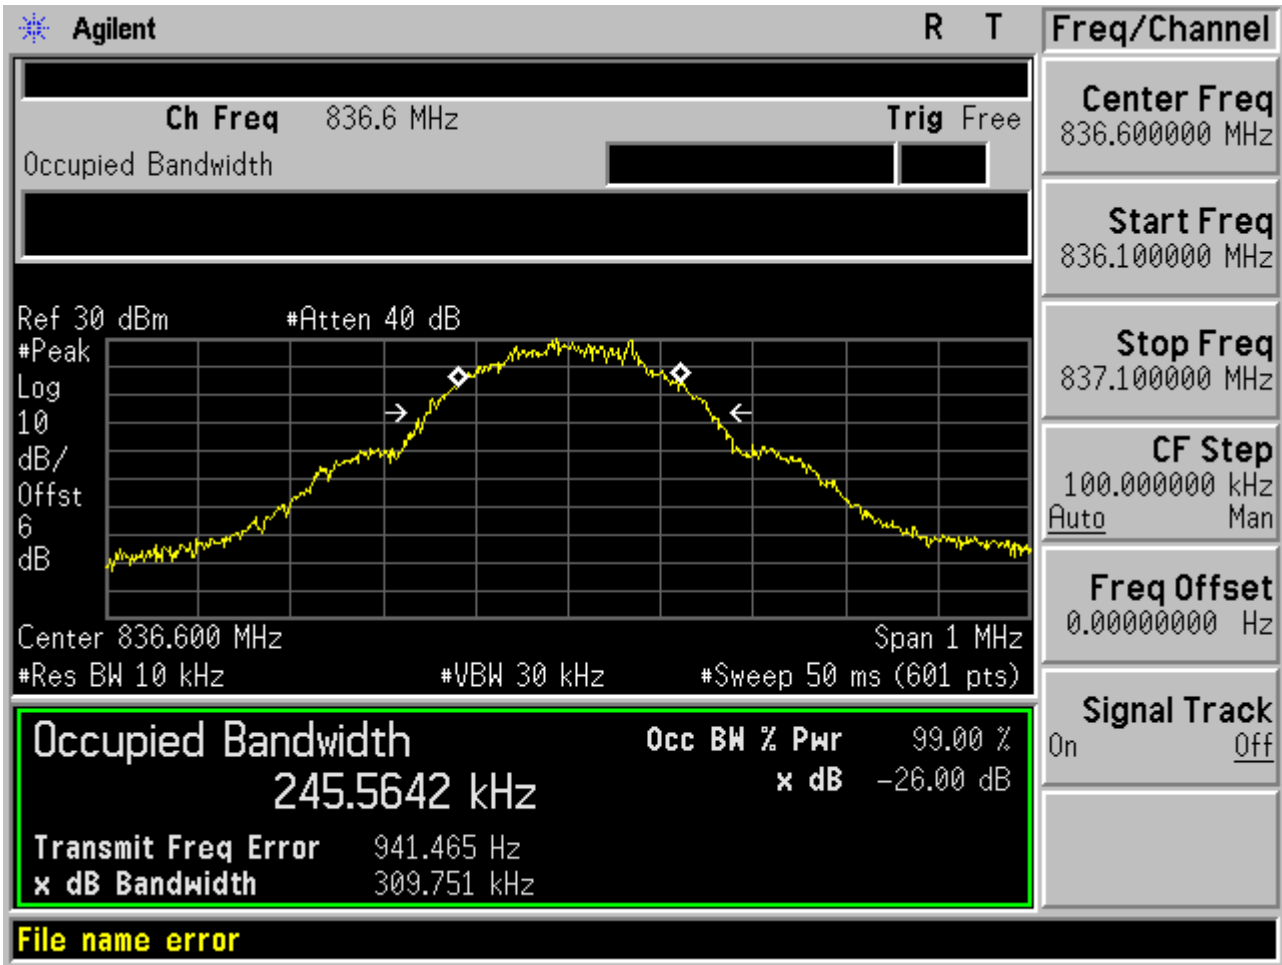 Agilent R T Freq/Channel
Ch Freq 836.6 MHz Trig Free
Occupied Bandwidth
Center Freq
836.600000 MHz
Start Freq
836.100000 MHz
Stop Freq
837.100000 MHz
CF Step
100.000000 kHz
Auto Man
Freq Offset
0.00000000 Hz
Signal Track
On Off
Ref 30 dBm #Atten 40 dB
#Peak
Log
10
dB/
Offst
6
dB
Center 836.600 MHz Span 1 MHz
#Res BW 10 kHz #VBW 30 kHz #Sweep 50 ms (601 pts)
Occupied Bandwidth Occ BW % Pwr 99.00 %
245.5642 kHz x dB -26.00 dB
Transmit Freq Error 941.465 Hz
x dB Bandwidth 309.751 kHz
File name error